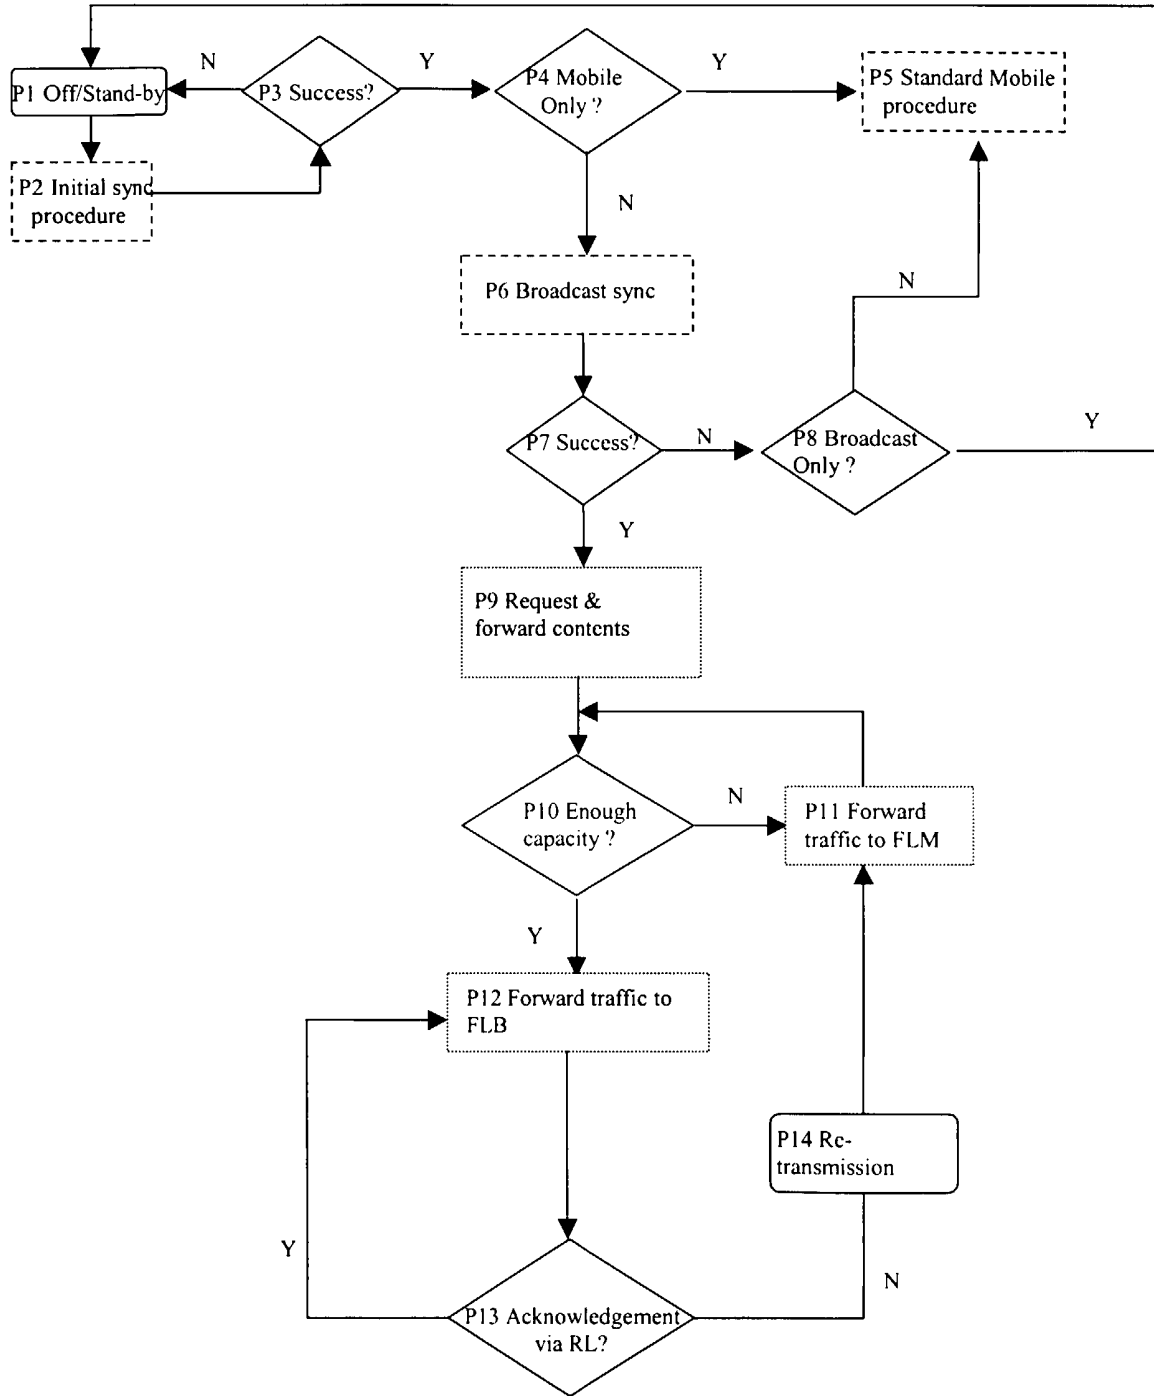 N
Y
Y
P1 Off/Stand-by
P3 Success?
P4 Mobile
Only ?
P5 Standard Mobile
procedure
P2 Initial sync
procedure
N
P6 Broadcast sync
N
P7 Success?
N
P8 Broadcast
Only ?
Y
Y
P9 Request &
forward contents
P10 Enough
capacity ?
N
P11 Forward
traffic to FLM
Y
P12 Forward traffic to
FLB
P14 Re-
transmission
Y
N
P13 Acknowledgement
via RL?